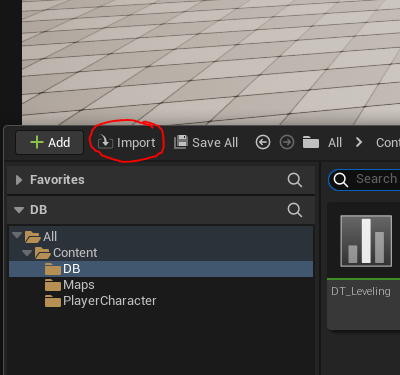 Add Import Save All All Cont
Favorites Search
DB
All
Content
DB
Maps
PlayerCharacter
DT_Leveling